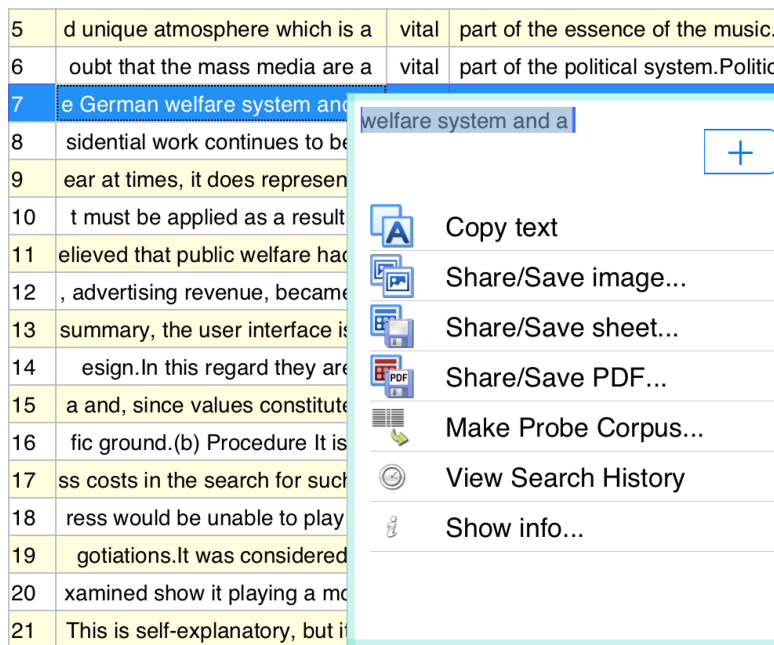 5 d unique atmosphere which is a vital part of the essence of the music.
6 oubt that the mass media are a vital part of the political system.Politic
7 e German welfare system and
welfare system and a
8 sidential work continues to be
9 ear at times, it does represen
10 t must be applied as a result
Copy text
11 elieved that public welfare had
Share/Save image...
12 , advertising revenue, became
13 summary, the user interface is
Share/Save sheet...
14 esign.In this regard they are
Share/Save PDF...
15 a and, since values constitute
16 fic ground.(b) Procedure It is
Make Probe Corpus...
17 ss costs in the search for such
View Search History
18 ress would be unable to play
Show info...
19 gotiations.It was considered
20 xamined show it playing a mo
21 This is self-explanatory, but it